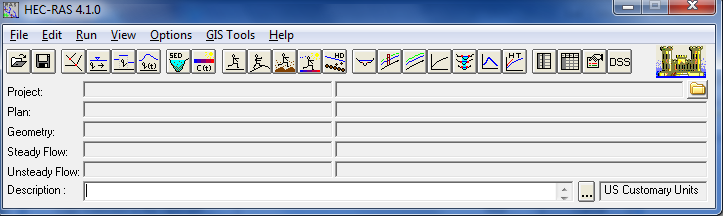 HEC-RAS 4.1.0
File Edit Run View Options GIS Tools Help
SED C(t) HD HT DSS
Project:
Plan:
Geometry:
Steady Flow:
Unsteady Flow:
Description : ... US Customary Units